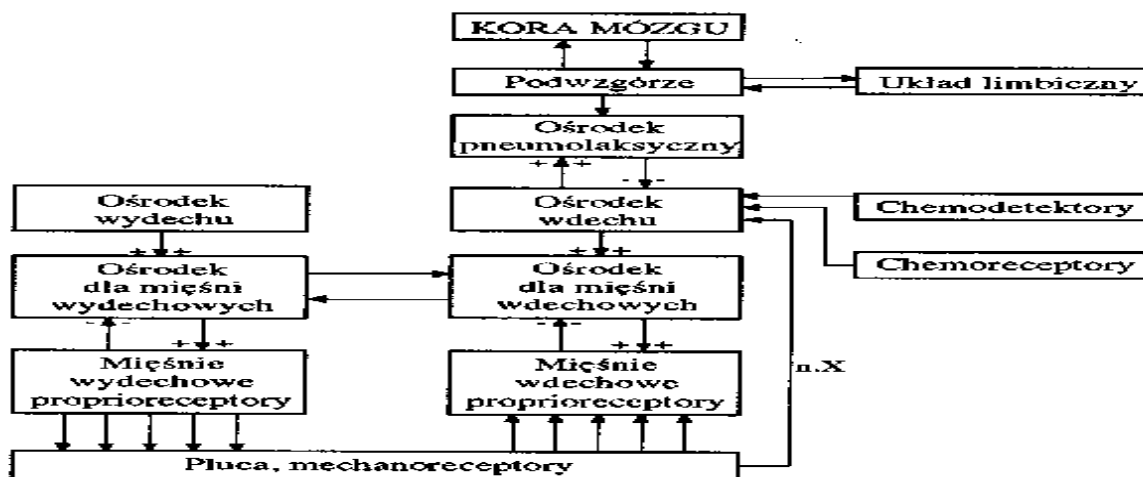 KORA MÓZGU
Podwzgórze
Układ limbiczny
Ośrodek
pneumolaksyczny
+ +
- -
Ośrodek
wydechu
Ośrodek
wdechu
Chemodetektory
+ +
+ +
Ośrodek
dla mięśni
wydechowych
Ośrodek
dla mięśni
wdechowych
Chemoreceptory
- -
+ +
- -
+ +
Mięśnie
wydechowe
proprioreceptory
Mięśnie
wdechowe
proprioreceptory
n.X
Płuca, mechanoreceptory